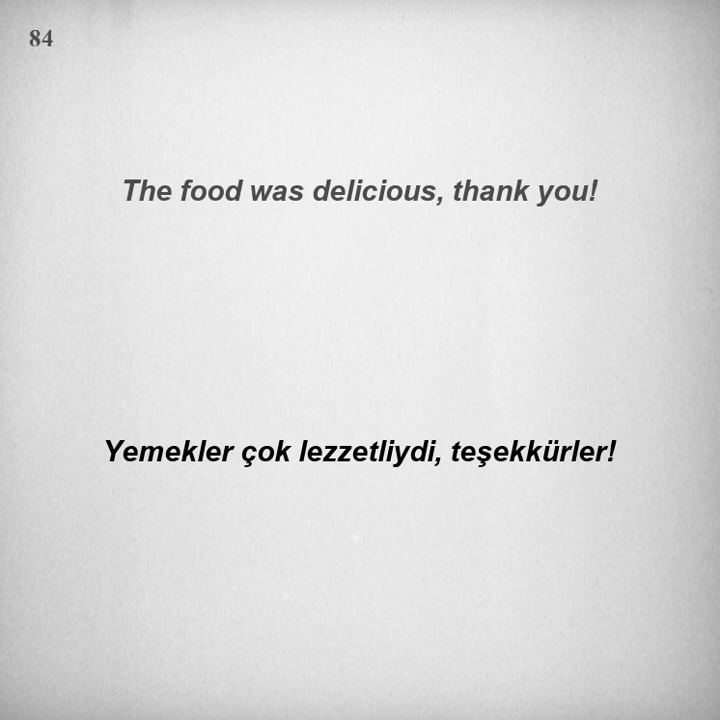 84
The food was delicious, thank you!
Yemekler çok lezzetliydi, teşekkürler!